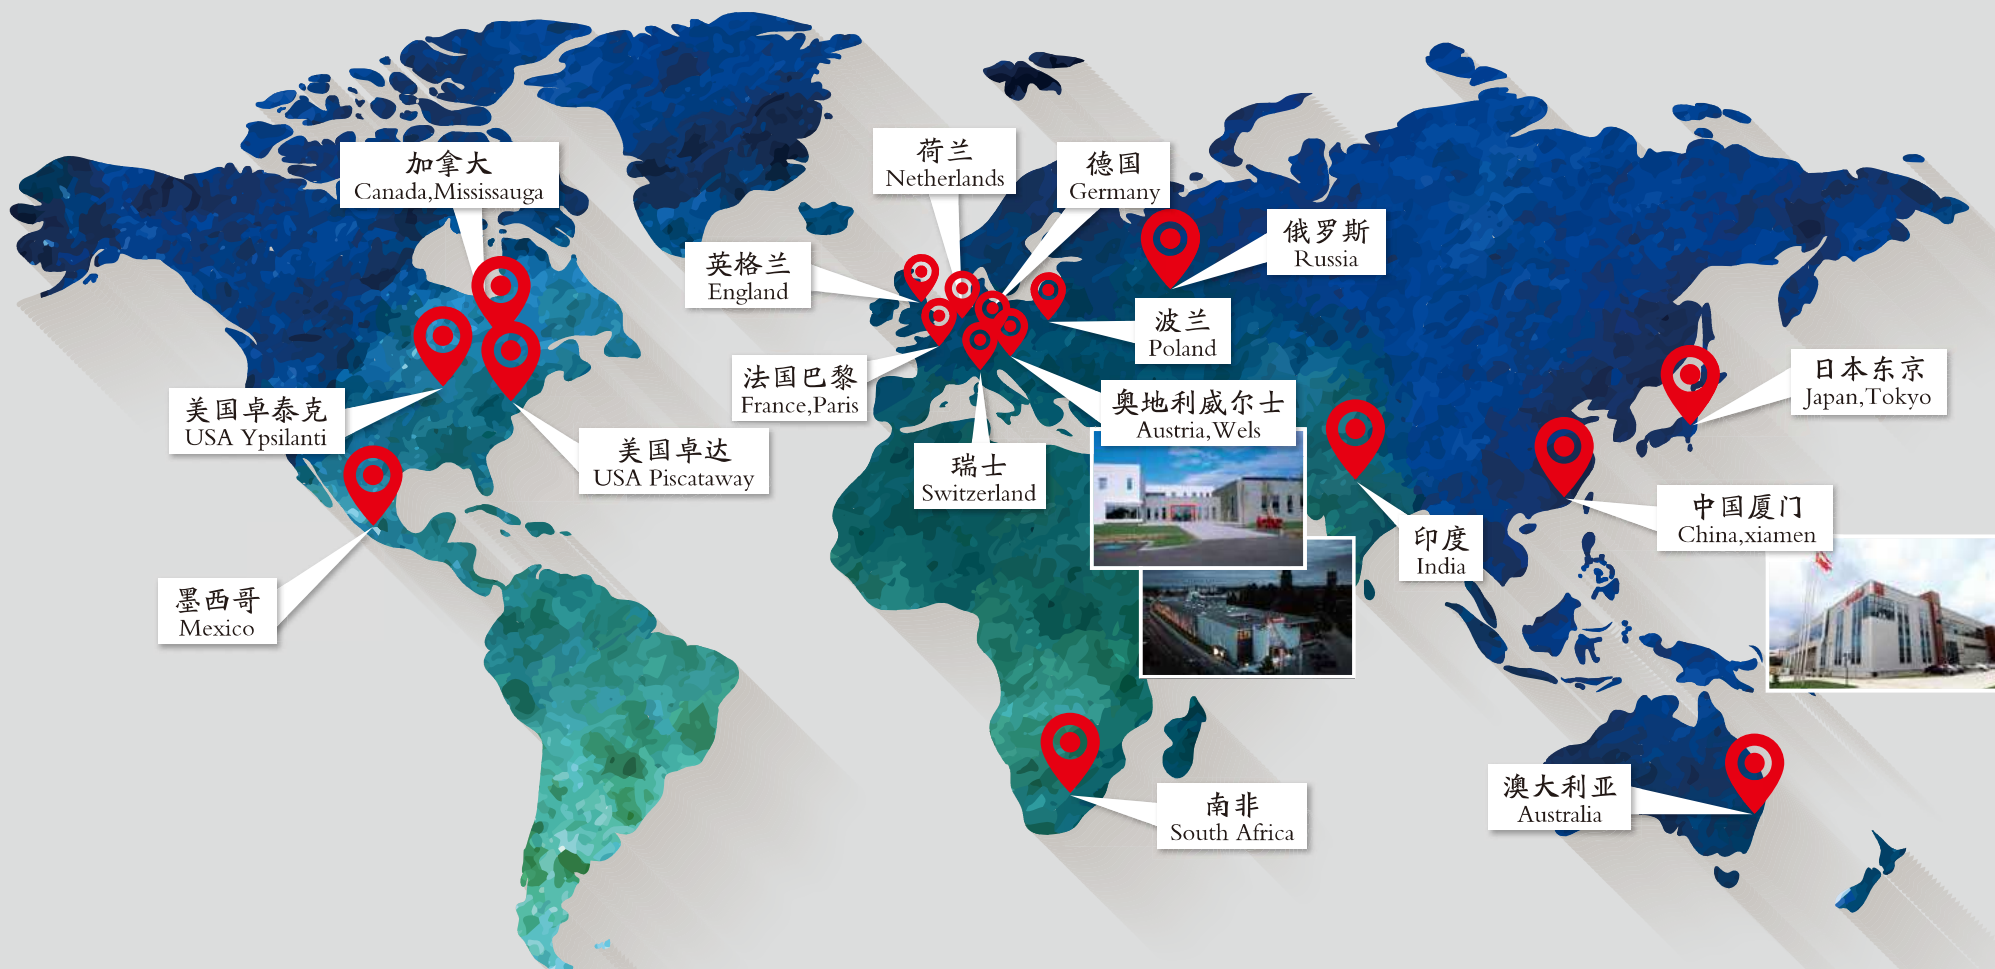 加拿大
Canada,Mississauga
荷兰
Netherlands
德国
Germany
俄罗斯
Russia
英格兰
England
波兰
Poland
法国巴黎
France,Paris
日本东京
Japan,Tokyo
美国卓泰克
USA Ypsilanti
奥地利威尔士
Austria,Wels
美国卓达
USA Piscataway
瑞士
Switzerland
中国厦门
China,xiamen
印度
India
墨西哥
Mexico
南非
South Africa
澳大利亚
Australia